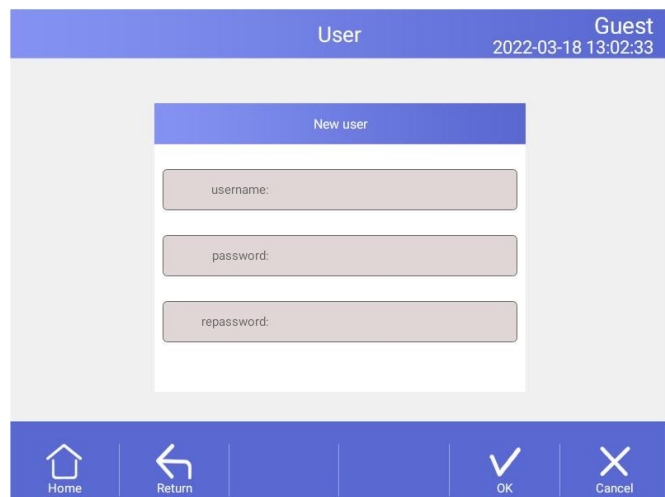 User
Guest
2022-03-18 13:02:33
New user
username:
password:
repassword:
Home
Return
OK
Cancel